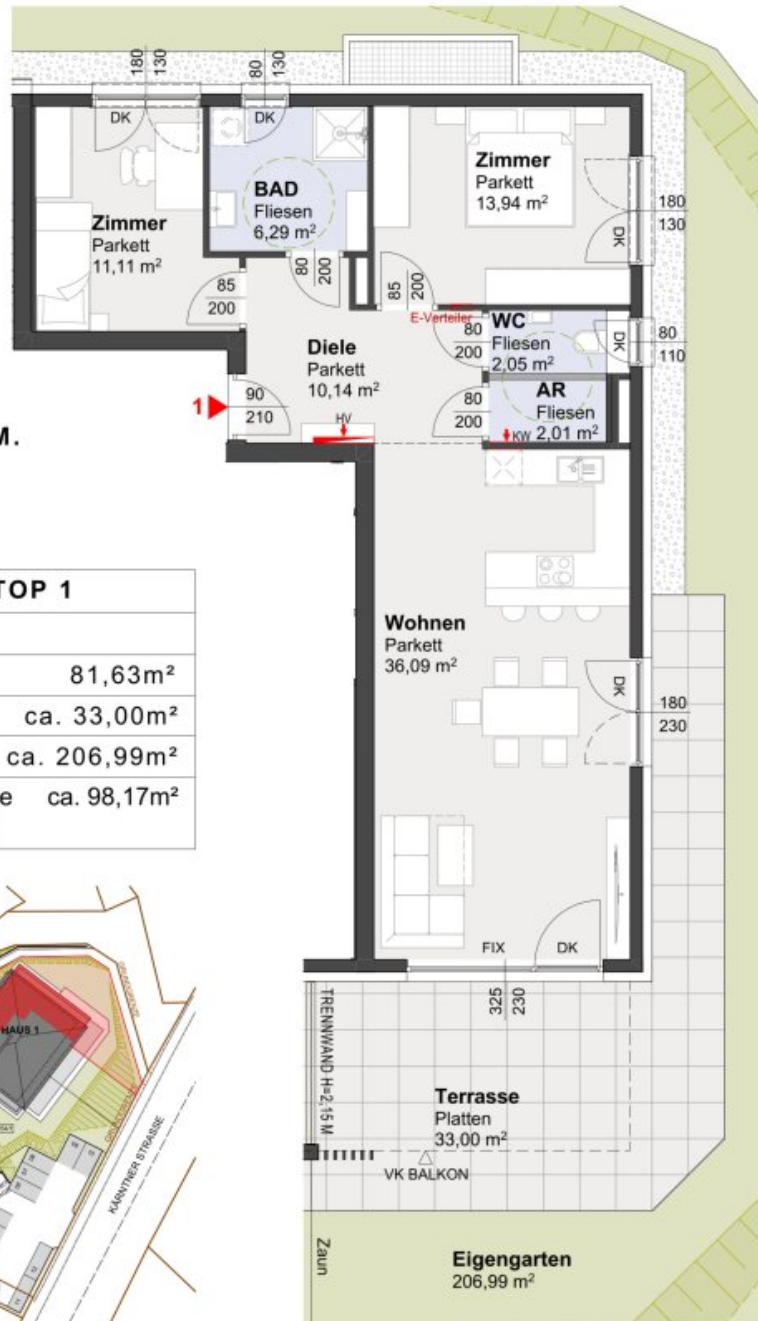 180
130
80
130
DK
DK
Zimmer
Parkett
11,11 m²
BAD
Fliesen
6,29 m²
Zimmer
Parkett
13,94 m²
DK
180
130
85
200
80
200
85
200
E-Verteiler
80
200
WC
Fliesen
2,05 m²
DK
80
110
Diele
Parkett
10,14 m²
1
90
210
HV
80
200
AR
Fliesen
2,01 m²
KW
M.
TOP 1
81,63m²
ca. 33,00m²
ca. 206,99m²
e ca. 98,17m²
Wohnen
Parkett
36,09 m²
DK
180
230
FIX
DK
325
230
HAUS 1
KÄRNTNER STRASSE
TRENNWAND H=2,15 M
Terrasse
Platten
33,00 m²
VK BALKON
Zaun
Eigengarten
206,99 m²